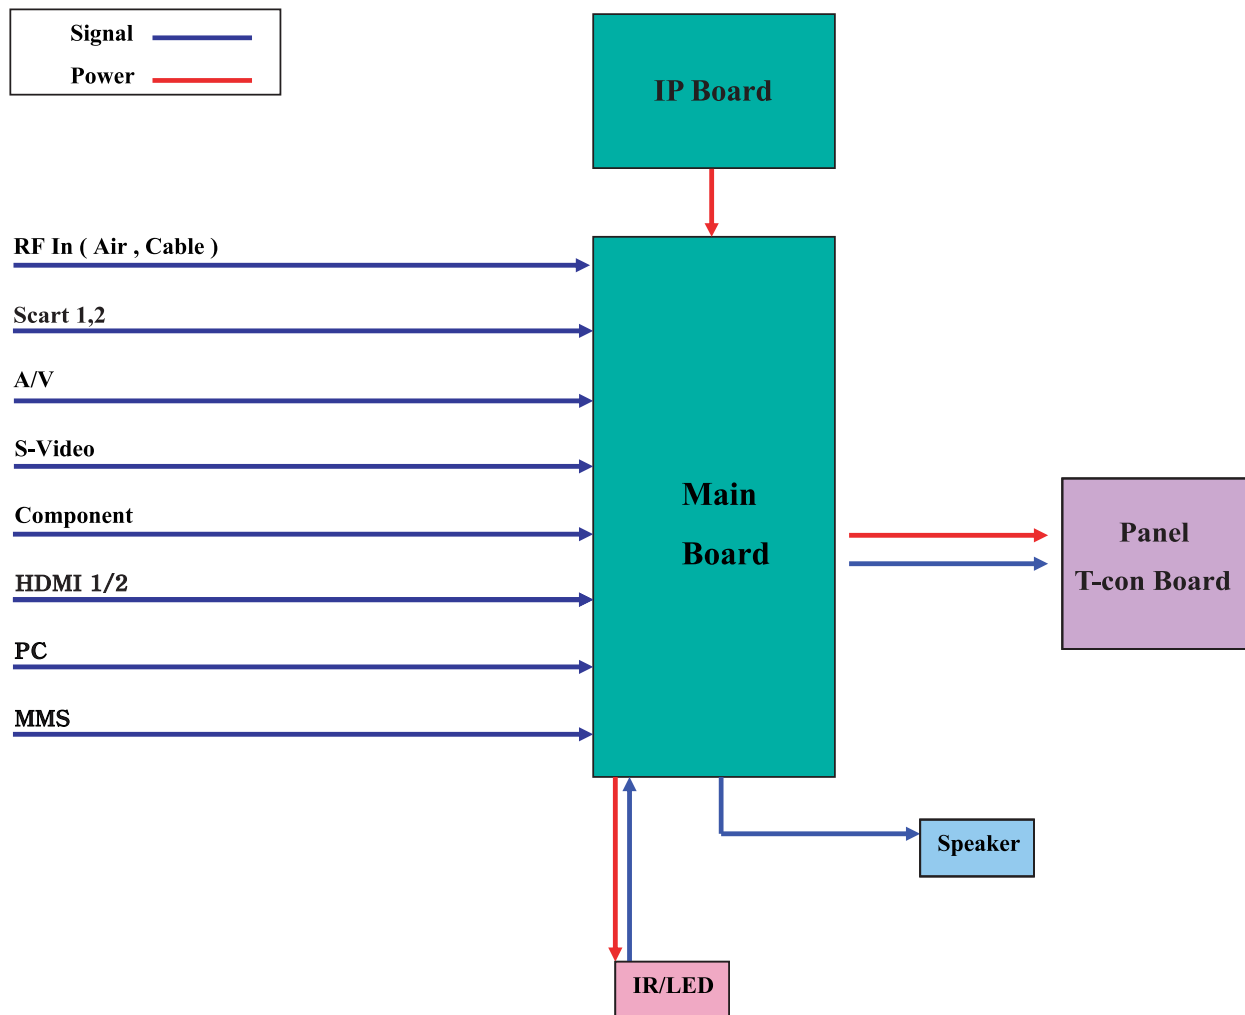 Signal
Power
IP Board
RF In ( Air , Cable )
Scart 1,2
A/V
S-Video
Component
HDMI 1/2
PC
MMS
Main
Board
Panel
T-con Board
Speaker
IR/LED